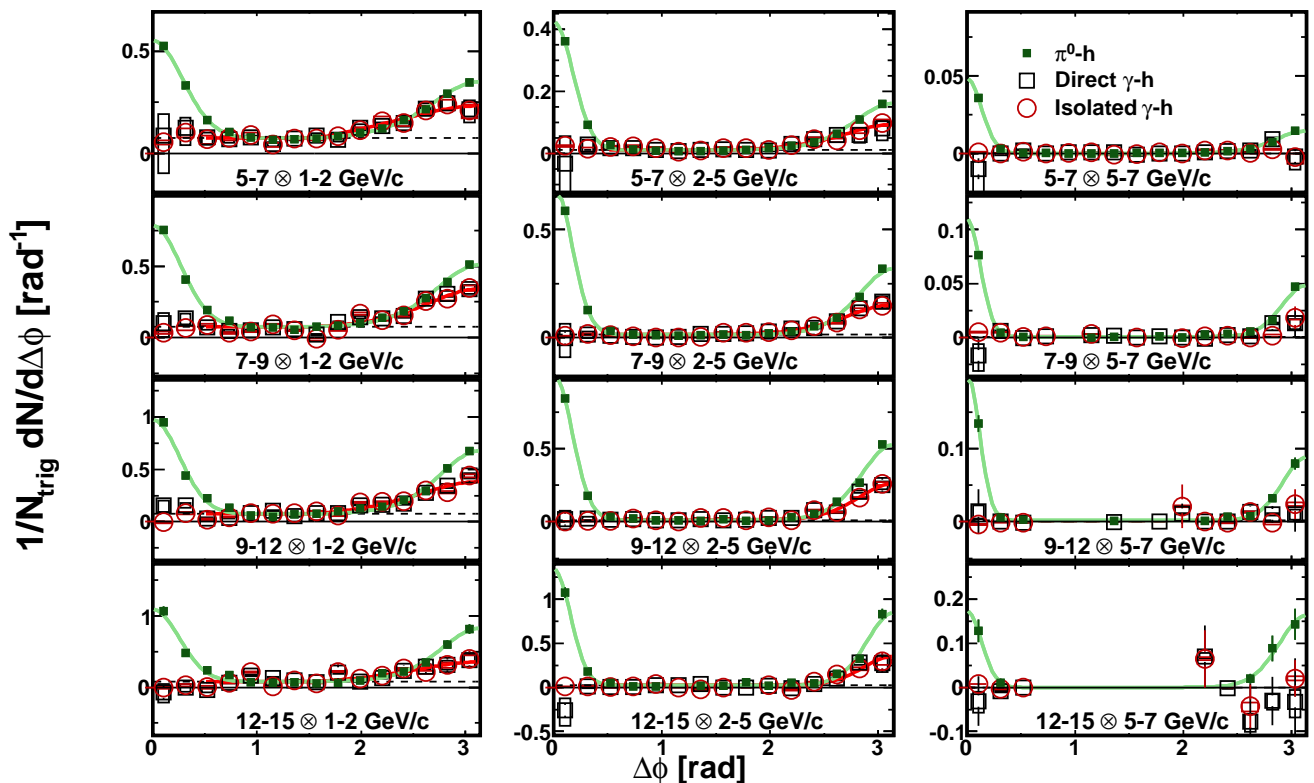 1/N_trig dN/dΔϕ [rad⁻¹]
0.5
0
5-7 ⊗ 1-2 GeV/c
0.4
0.2
0
5-7 ⊗ 2-5 GeV/c
π⁰-h
Direct γ-h
Isolated γ-h
0.05
0
5-7 ⊗ 5-7 GeV/c
0.5
0
7-9 ⊗ 1-2 GeV/c
0.5
0
7-9 ⊗ 2-5 GeV/c
0.1
0.05
0
7-9 ⊗ 5-7 GeV/c
1
0.5
0
9-12 ⊗ 1-2 GeV/c
0.5
0
9-12 ⊗ 2-5 GeV/c
0.1
0
9-12 ⊗ 5-7 GeV/c
1
0
12-15 ⊗ 1-2 GeV/c
1
0.5
0
-0.5
12-15 ⊗ 2-5 GeV/c
0.2
0.1
0
-0.1
12-15 ⊗ 5-7 GeV/c
0 1 2 3
0 1 2 3
0 1 2 3
Δϕ [rad]